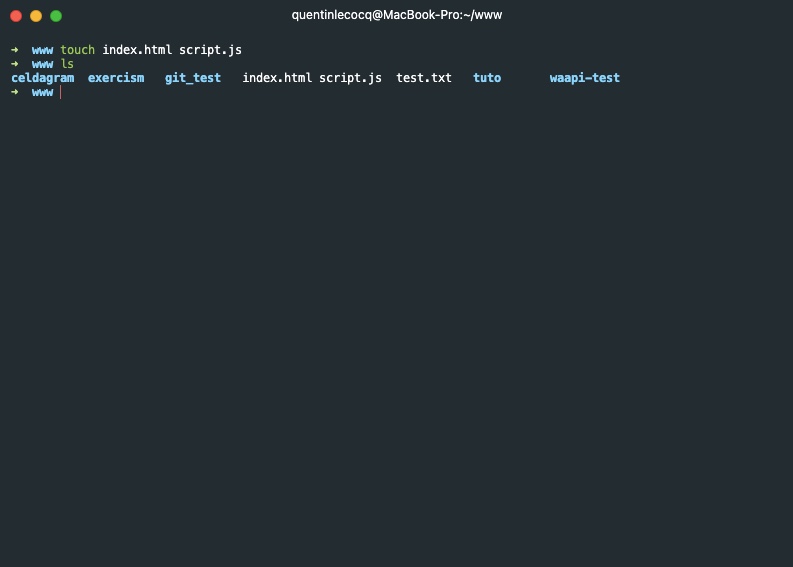 quentinlecocq@MacBook-Pro:~/www
➜ www touch index.html script.js
➜ www ls
celdagram exercism git_test index.html script.js test.txt tuto waapi-test
➜ www